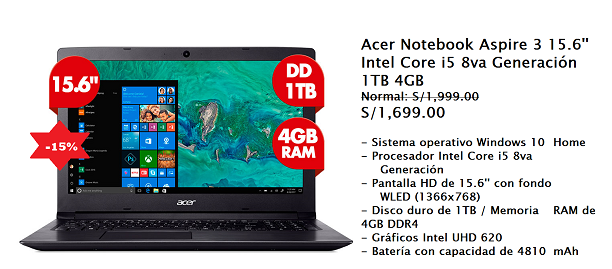 15.6"
DD
1TB
-15%
4GB
RAM
acer
Acer Notebook Aspire 3 15.6"
Intel Core i5 8va Generación
1TB 4GB
Normal: S/1,999.00
S/1,699.00
- Sistema operativo Windows 10 Home
- Procesador Intel Core i5 8va
Generación
- Pantalla HD de 15.6" con fondo
WLED (1366x768)
- Disco duro de 1TB / Memoria RAM de
4GB DDR4
- Gráficos Intel UHD 620
- Batería con capacidad de 4810 mAh